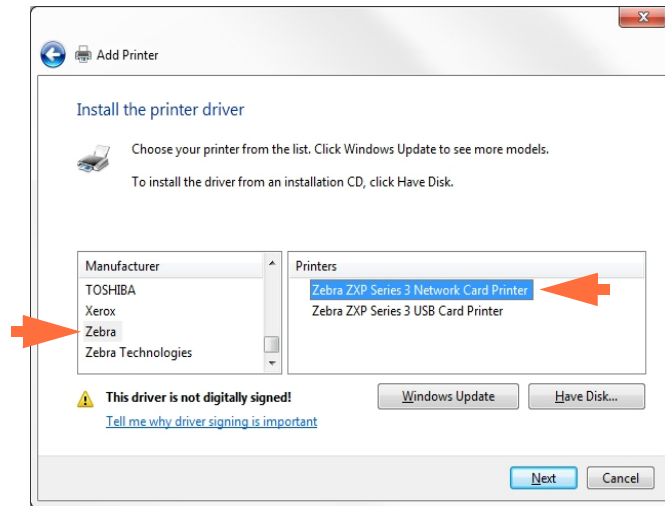 Add Printer
Install the printer driver
Choose your printer from the list. Click Windows Update to see more models.
To install the driver from an installation CD, click Have Disk.
Manufacturer
TOSHIBA
Xerox
Zebra
Zebra Technologies
Printers
Zebra ZXP Series 3 Network Card Printer
Zebra ZXP Series 3 USB Card Printer
This driver is not digitally signed!
Tell me why driver signing is important
Windows Update
Have Disk...
Next
Cancel